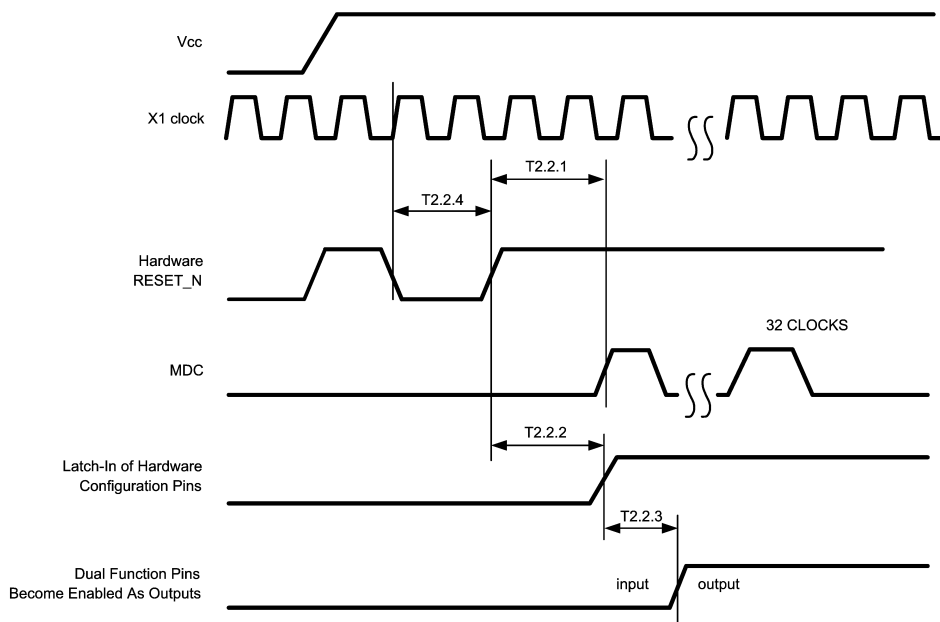 Vcc
X1 clock
T2.2.1
T2.2.4
Hardware
RESET_N
32 CLOCKS
MDC
T2.2.2
Latch-In of Hardware
Configuration Pins
T2.2.3
Dual Function Pins
Become Enabled As Outputs
input
output